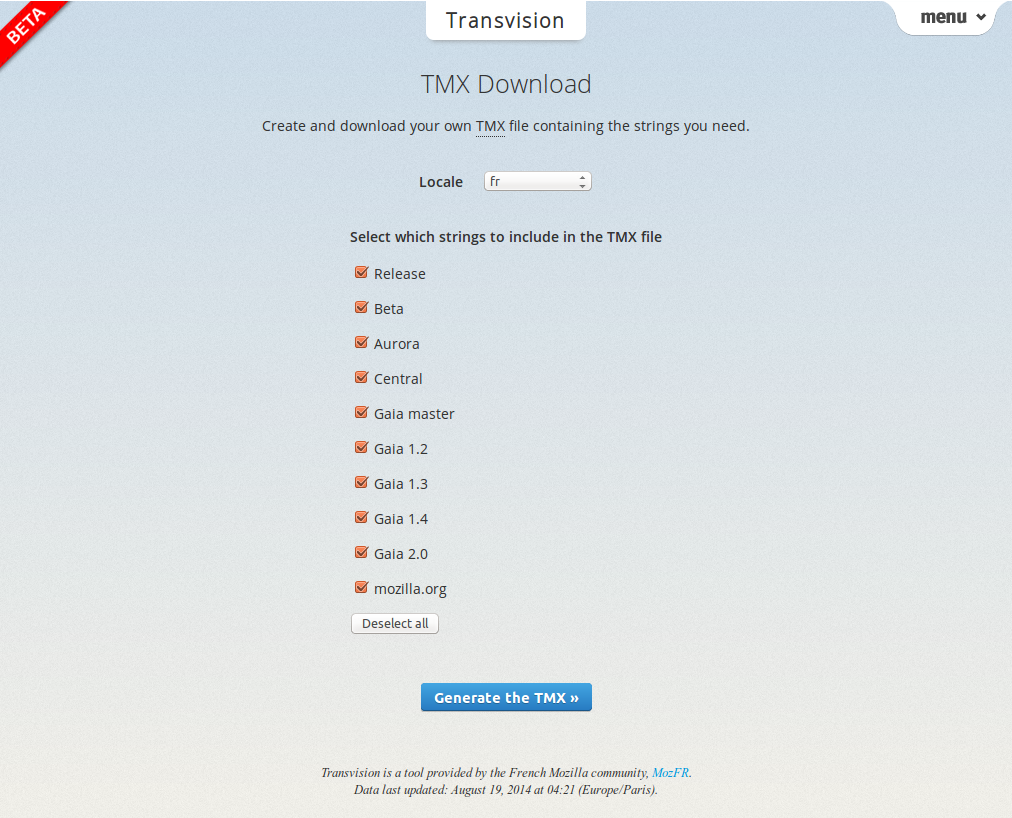 BETA
Transvision
menu
TMX Download
Create and download your own TMX file containing the strings you need.
Locale fr
Select which strings to include in the TMX file
Release
Beta
Aurora
Central
Gaia master
Gaia 1.2
Gaia 1.3
Gaia 1.4
Gaia 2.0
mozilla.org
Deselect all
Generate the TMX »
Transvision is a tool provided by the French Mozilla community, MozFR.
Data last updated: August 19, 2014 at 04:21 (Europe/Paris).